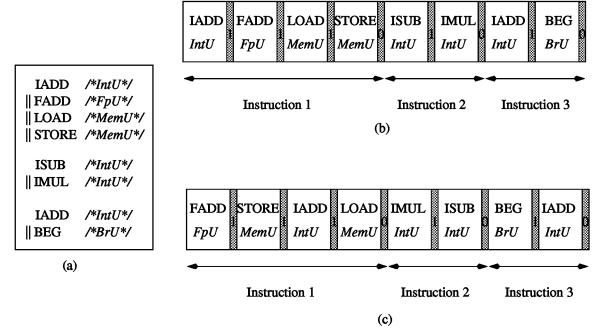 IADD /*IntU*/
|| FADD /*FpU*/
|| LOAD /*MemU*/
|| STORE /*MemU*/
ISUB /*IntU*/
|| IMUL /*IntU*/
IADD /*IntU*/
|| BEG /*BrU*/
(a)
IADD 1 FADD 1 LOAD 1 STORE 0 ISUB 1 IMUL 0 IADD 1 BEG 0
IntU FpU MemU MemU IntU IntU IntU BrU
Instruction 1 Instruction 2 Instruction 3
(b)
FADD 1 STORE 1 IADD 1 LOAD 0 IMUL 1 ISUB 0 BEG 1 IADD 0
FpU MemU IntU MemU IntU IntU BrU IntU
Instruction 1 Instruction 2 Instruction 3
(c)